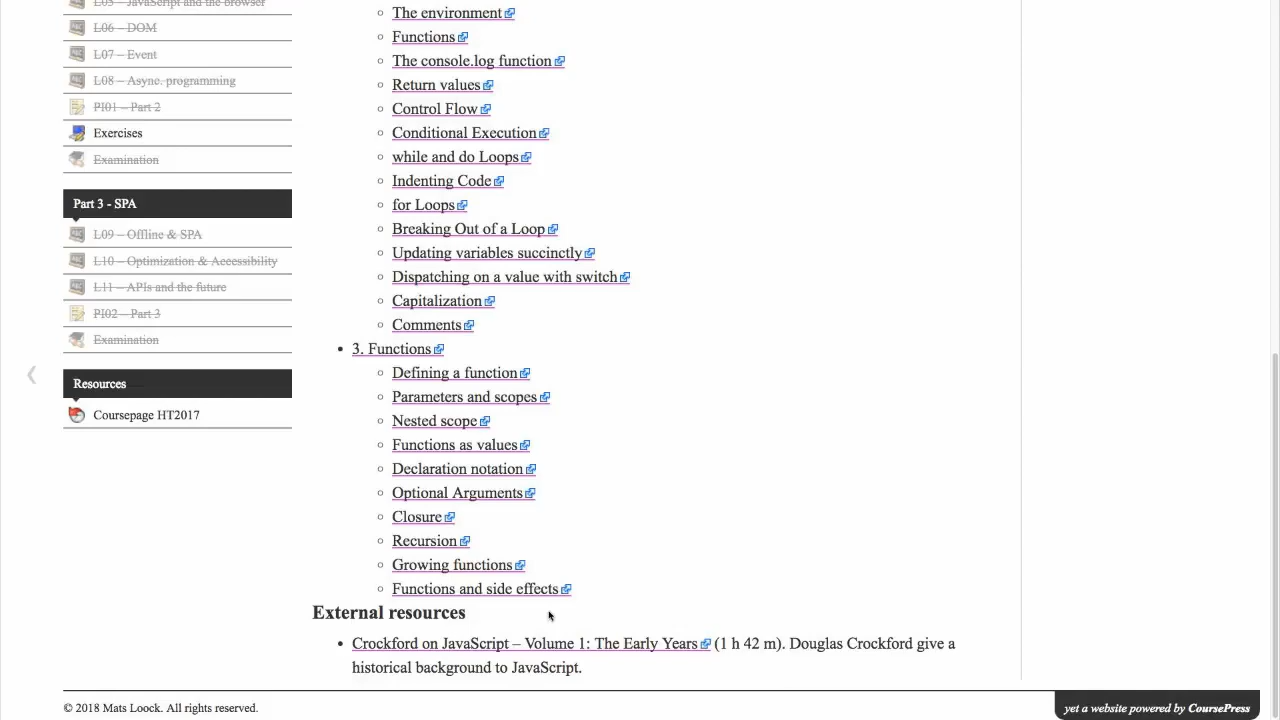 L05 – JavaScript and the browser
L06 – DOM
L07 – Event
L08 – Async. programming
PI01 – Part 2
Exercises
Examination
Part 3 - SPA
L09 – Offline & SPA
L10 – Optimization & Accessibility
L11 – APIs and the future
PI02 – Part 3
Examination
Resources
Coursepage HT2017
The environment
Functions
The console.log function
Return values
Control Flow
Conditional Execution
while and do Loops
Indenting Code
for Loops
Breaking Out of a Loop
Updating variables succinctly
Dispatching on a value with switch
Capitalization
Comments
3. Functions
Defining a function
Parameters and scopes
Nested scope
Functions as values
Declaration notation
Optional Arguments
Closure
Recursion
Growing functions
Functions and side effects
External resources
Crockford on JavaScript – Volume 1: The Early Years (1 h 42 m). Douglas Crockford give a
historical background to JavaScript.
© 2018 Mats Loock. All rights reserved.
yet a website powered by CoursePress